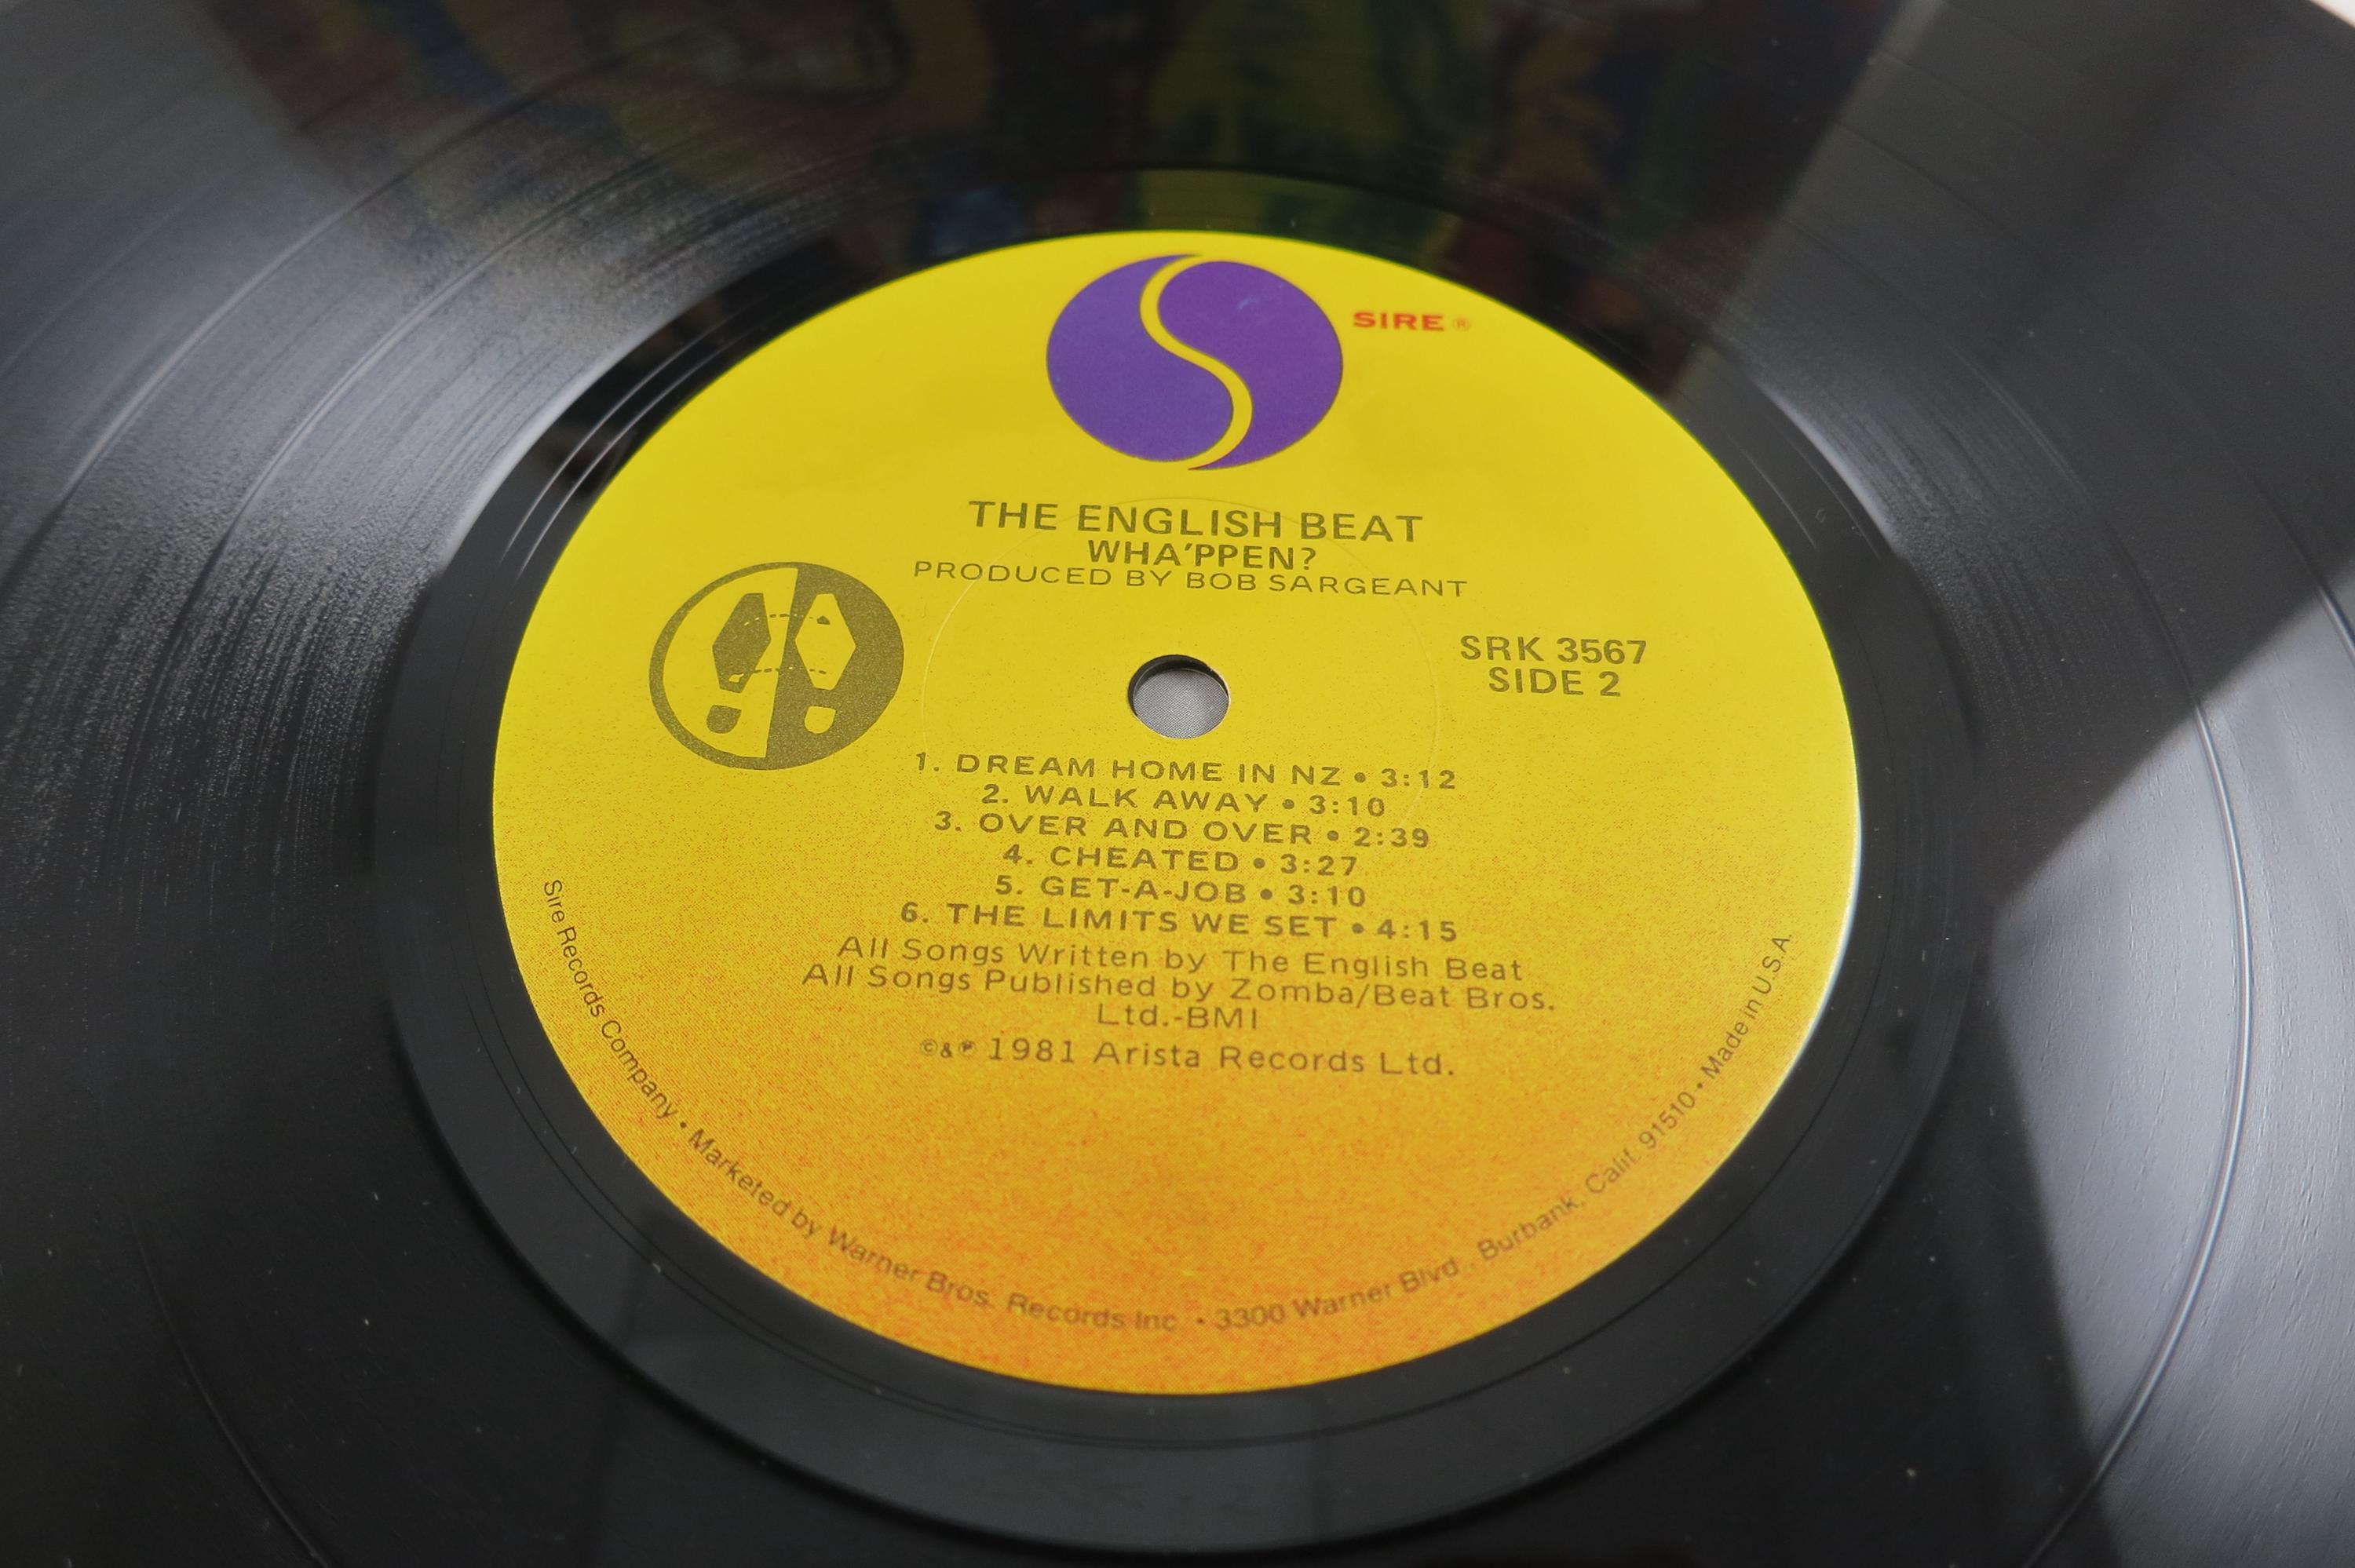 SIRE ®
THE ENGLISH BEAT
WHA'PPEN?
PRODUCED BY BOB SARGEANT
SRK 3567
SIDE 2
1. DREAM HOME IN NZ • 3:12
2. WALK AWAY • 3:10
3. OVER AND OVER • 2:39
4. CHEATED • 3:27
5. GET-A-JOB • 3:10
6. THE LIMITS WE SET • 4:15
All Songs Written by The English Beat
All Songs Published by Zomba/Beat Bros.
Ltd.-BMI
©&℗ 1981 Arista Records Ltd.
Sire Records Company • Marketed by Warner Bros. Records Inc. • 3300 Warner Blvd., Burbank, Calif. 91510 • Made in U.S.A.